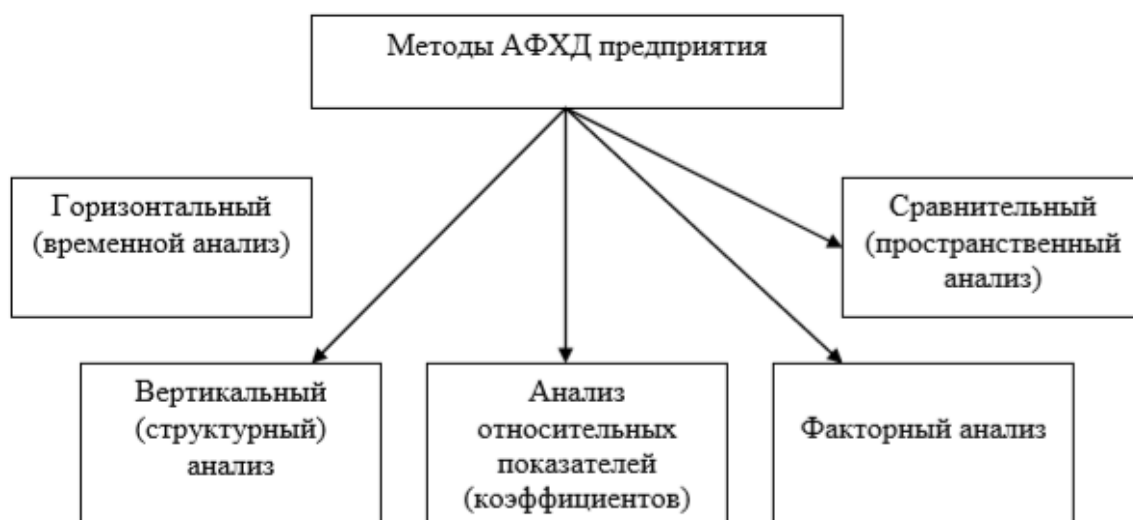 Методы АФХД предприятия
Горизонтальный
(временной анализ)
Сравнительный
(пространственный
анализ)
Вертикальный
(структурный)
анализ
Анализ
относительных
показателей
(коэффициентов)
Факторный анализ